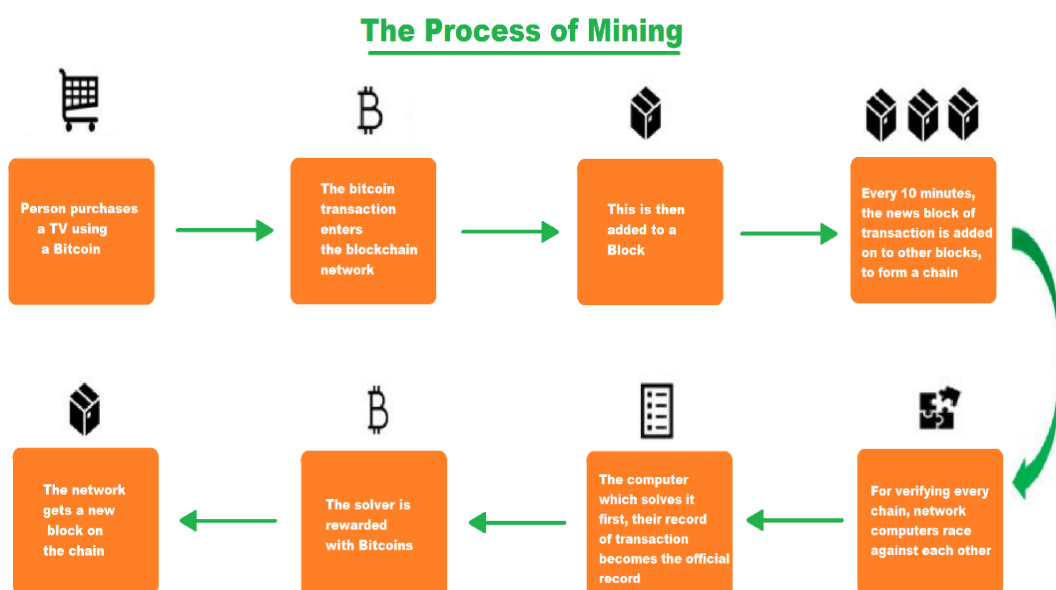 The Process of Mining
Person purchases
a TV using
a Bitcoin
The bitcoin
transaction
enters
the blockchain
network
This is then
added to a
Block
Every 10 minutes,
the news block of
transaction is added
on to other blocks,
to form a chain
For verifying every
chain, network
computers race
against each other
The computer
which solves it
first, their record
of transaction
becomes the official
record
The solver is
rewarded
with Bitcoins
The network
gets a new
block on
the chain